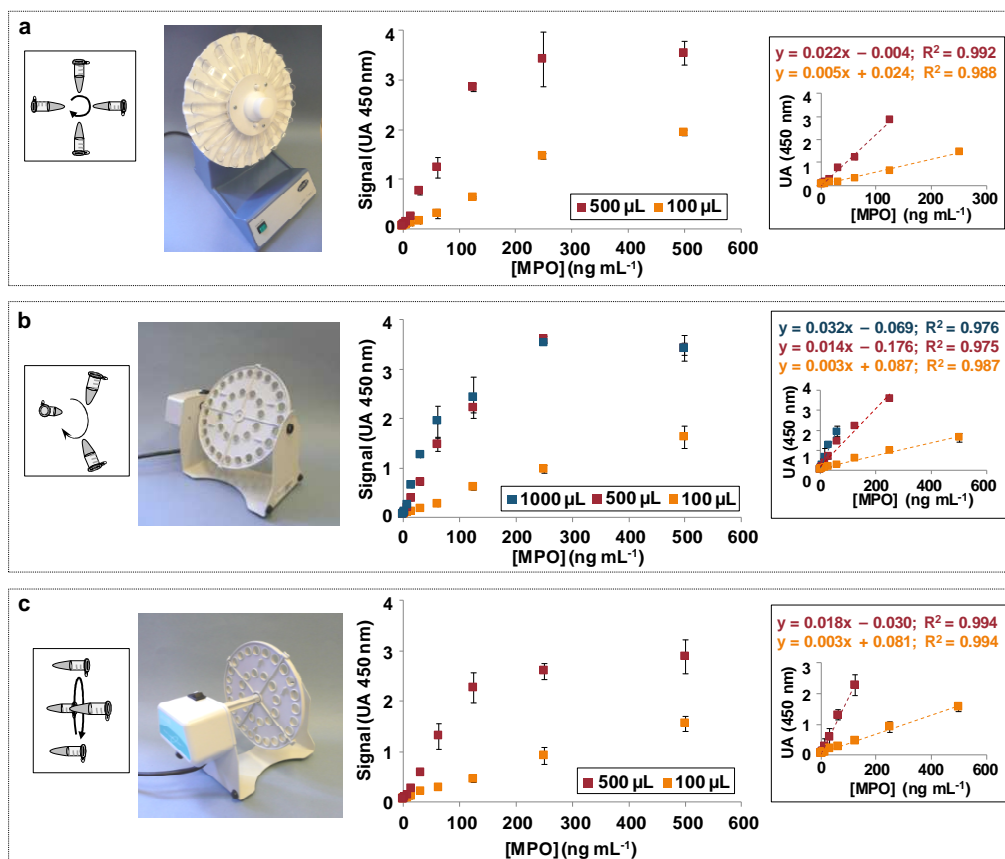 a
4
3
2
1
0
0 100 200 300 400 500 600
Signal (UA 450 nm)
[MPO] (ng mL⁻¹)
500 µL 100 µL
y = 0.022x – 0.004; R² = 0.992
y = 0.005x + 0.024; R² = 0.988
3
2
1
0
0 100 200 300
UA (450 nm)
[MPO] (ng mL⁻¹)
b
4
3
2
1
0
0 100 200 300 400 500 600
Signal (UA 450 nm)
[MPO] (ng mL⁻¹)
1000 µL 500 µL 100 µL
y = 0.032x – 0.069; R² = 0.976
y = 0.014x – 0.176; R² = 0.975
y = 0.003x + 0.087; R² = 0.987
4
3
2
1
0
0 200 400 600
UA (450 nm)
[MPO] (ng mL⁻¹)
c
4
3
2
1
0
0 100 200 300 400 500 600
Signal (UA 450 nm)
[MPO] (ng mL⁻¹)
500 µL 100 µL
y = 0.018x – 0.030; R² = 0.994
y = 0.003x + 0.081; R² = 0.994
3
2
1
0
0 200 400 600
UA (450 nm)
[MPO] (ng mL⁻¹)